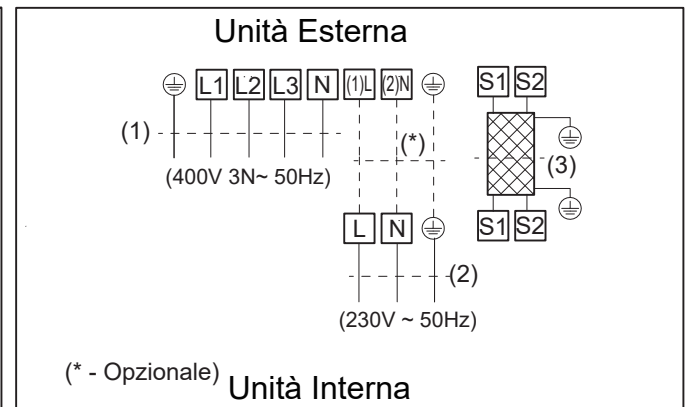 Unità Esterna
L1 L2 L3 N (1)L (2)N S1 S2
(1) (*) (3)
(400V 3N~ 50Hz)
L N S1 S2
(2)
(230V ~ 50Hz)
(* - Opzionale)
Unità Interna